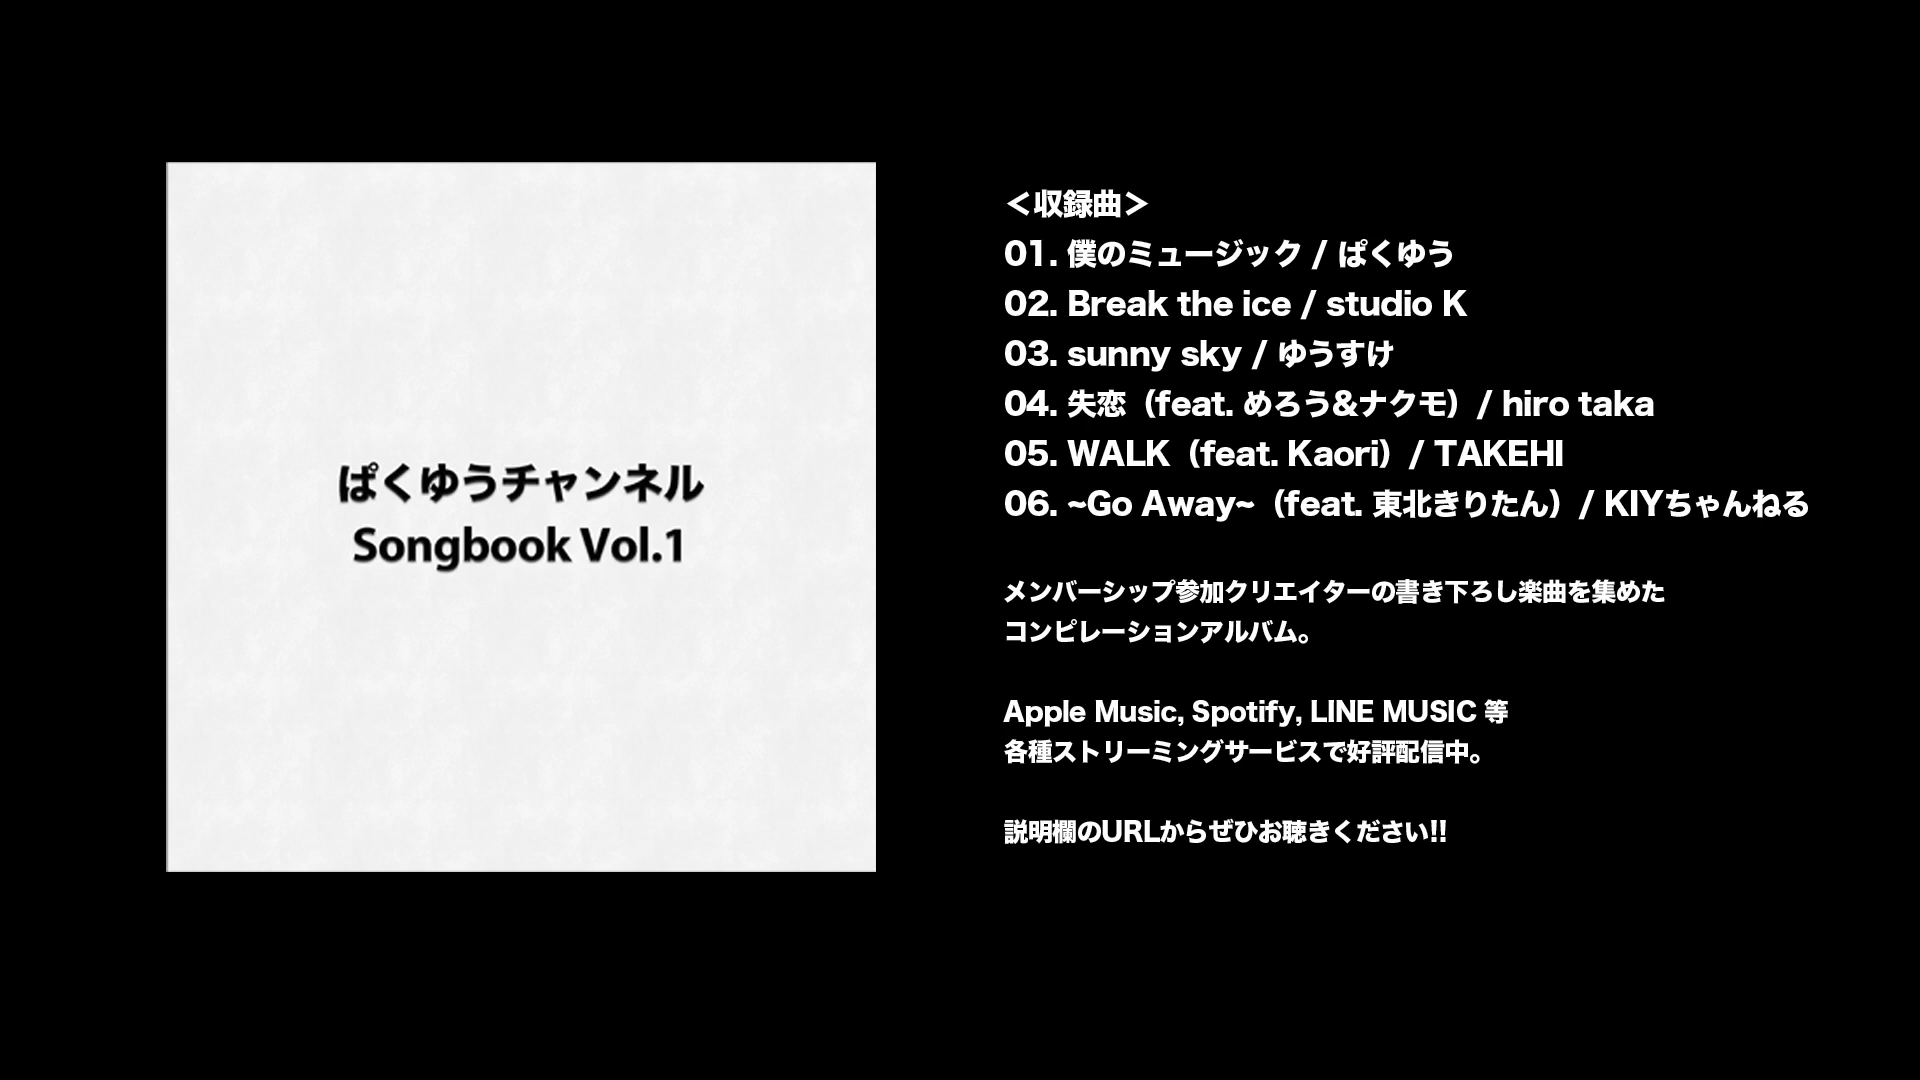 ぱくゆうチャンネル
Songbook Vol.1
＜収録曲＞
01. 僕のミュージック / ぱくゆう
02. Break the ice / studio K
03. sunny sky / ゆうすけ
04. 失恋（feat. めろう&ナクモ）/ hiro taka
05. WALK（feat. Kaori）/ TAKEHI
06. ~Go Away~（feat. 東北きりたん）/ KIYちゃんねる
メンバーシップ参加クリエイターの書き下ろし楽曲を集めた
コンピレーションアルバム。
Apple Music, Spotify, LINE MUSIC 等
各種ストリーミングサービスで好評配信中。
説明欄のURLからぜひお聴きください!!